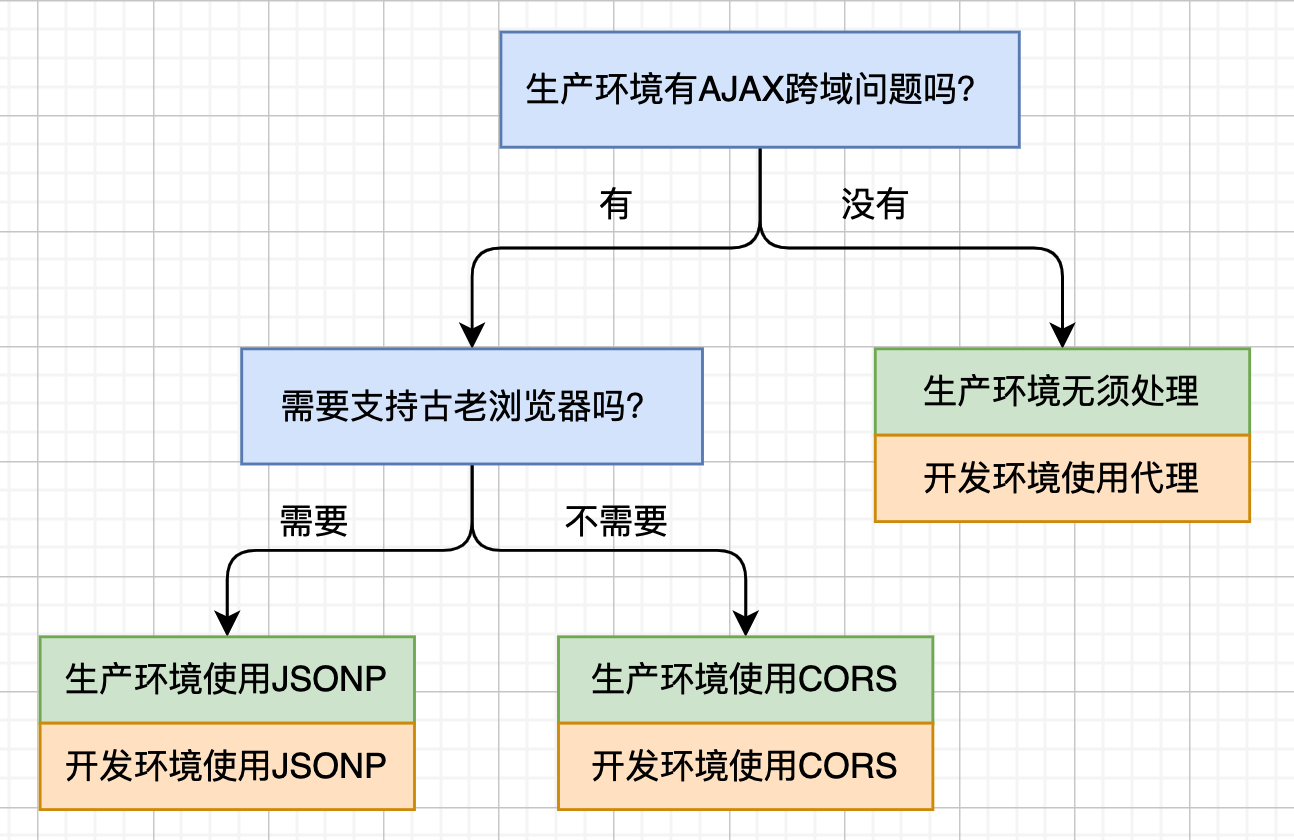 生产环境有AJAX跨域问题吗?
有
没有
需要支持古老浏览器吗?
生产环境无须处理
开发环境使用代理
需要
不需要
生产环境使用JSONP
开发环境使用JSONP
生产环境使用CORS
开发环境使用CORS